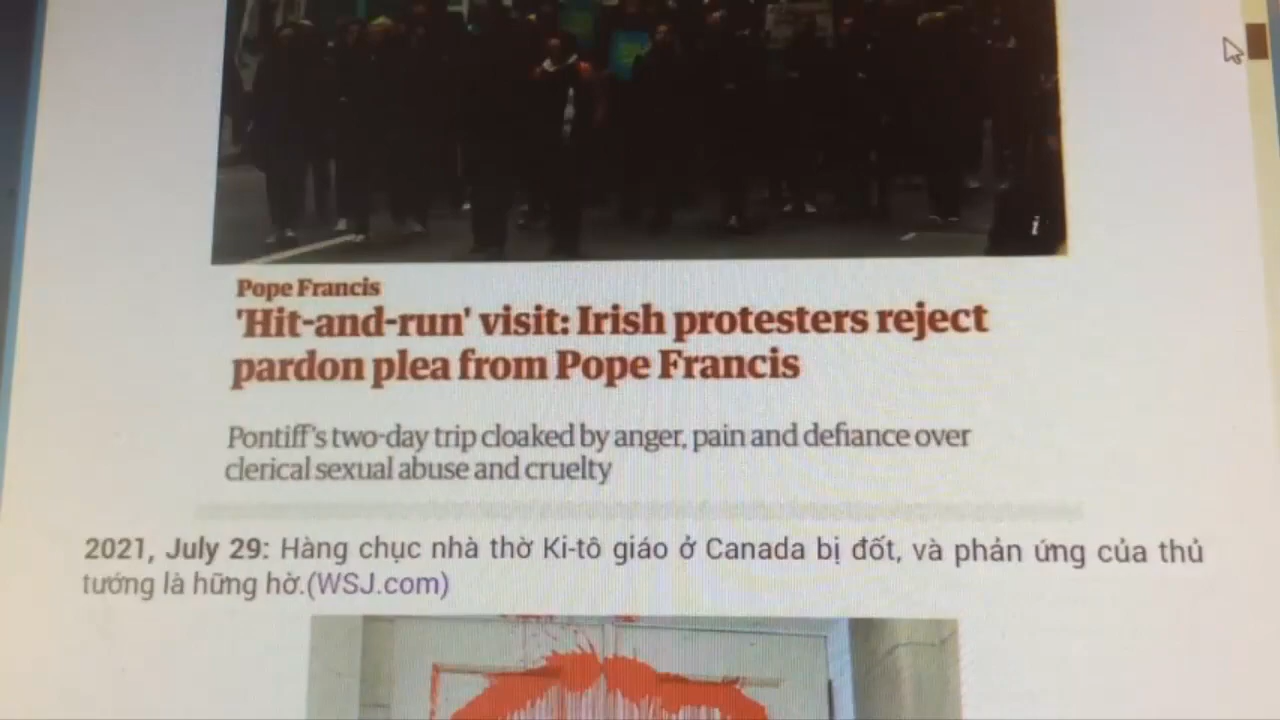 Pope Francis
'Hit-and-run' visit: Irish protesters reject
pardon plea from Pope Francis
Pontiff's two-day trip cloaked by anger, pain and defiance over
clerical sexual abuse and cruelty
2021, July 29: Hàng chục nhà thờ Ki-tô giáo ở Canada bị đốt, và phản ứng của thủ
tướng là hững hờ.(WSJ.com)